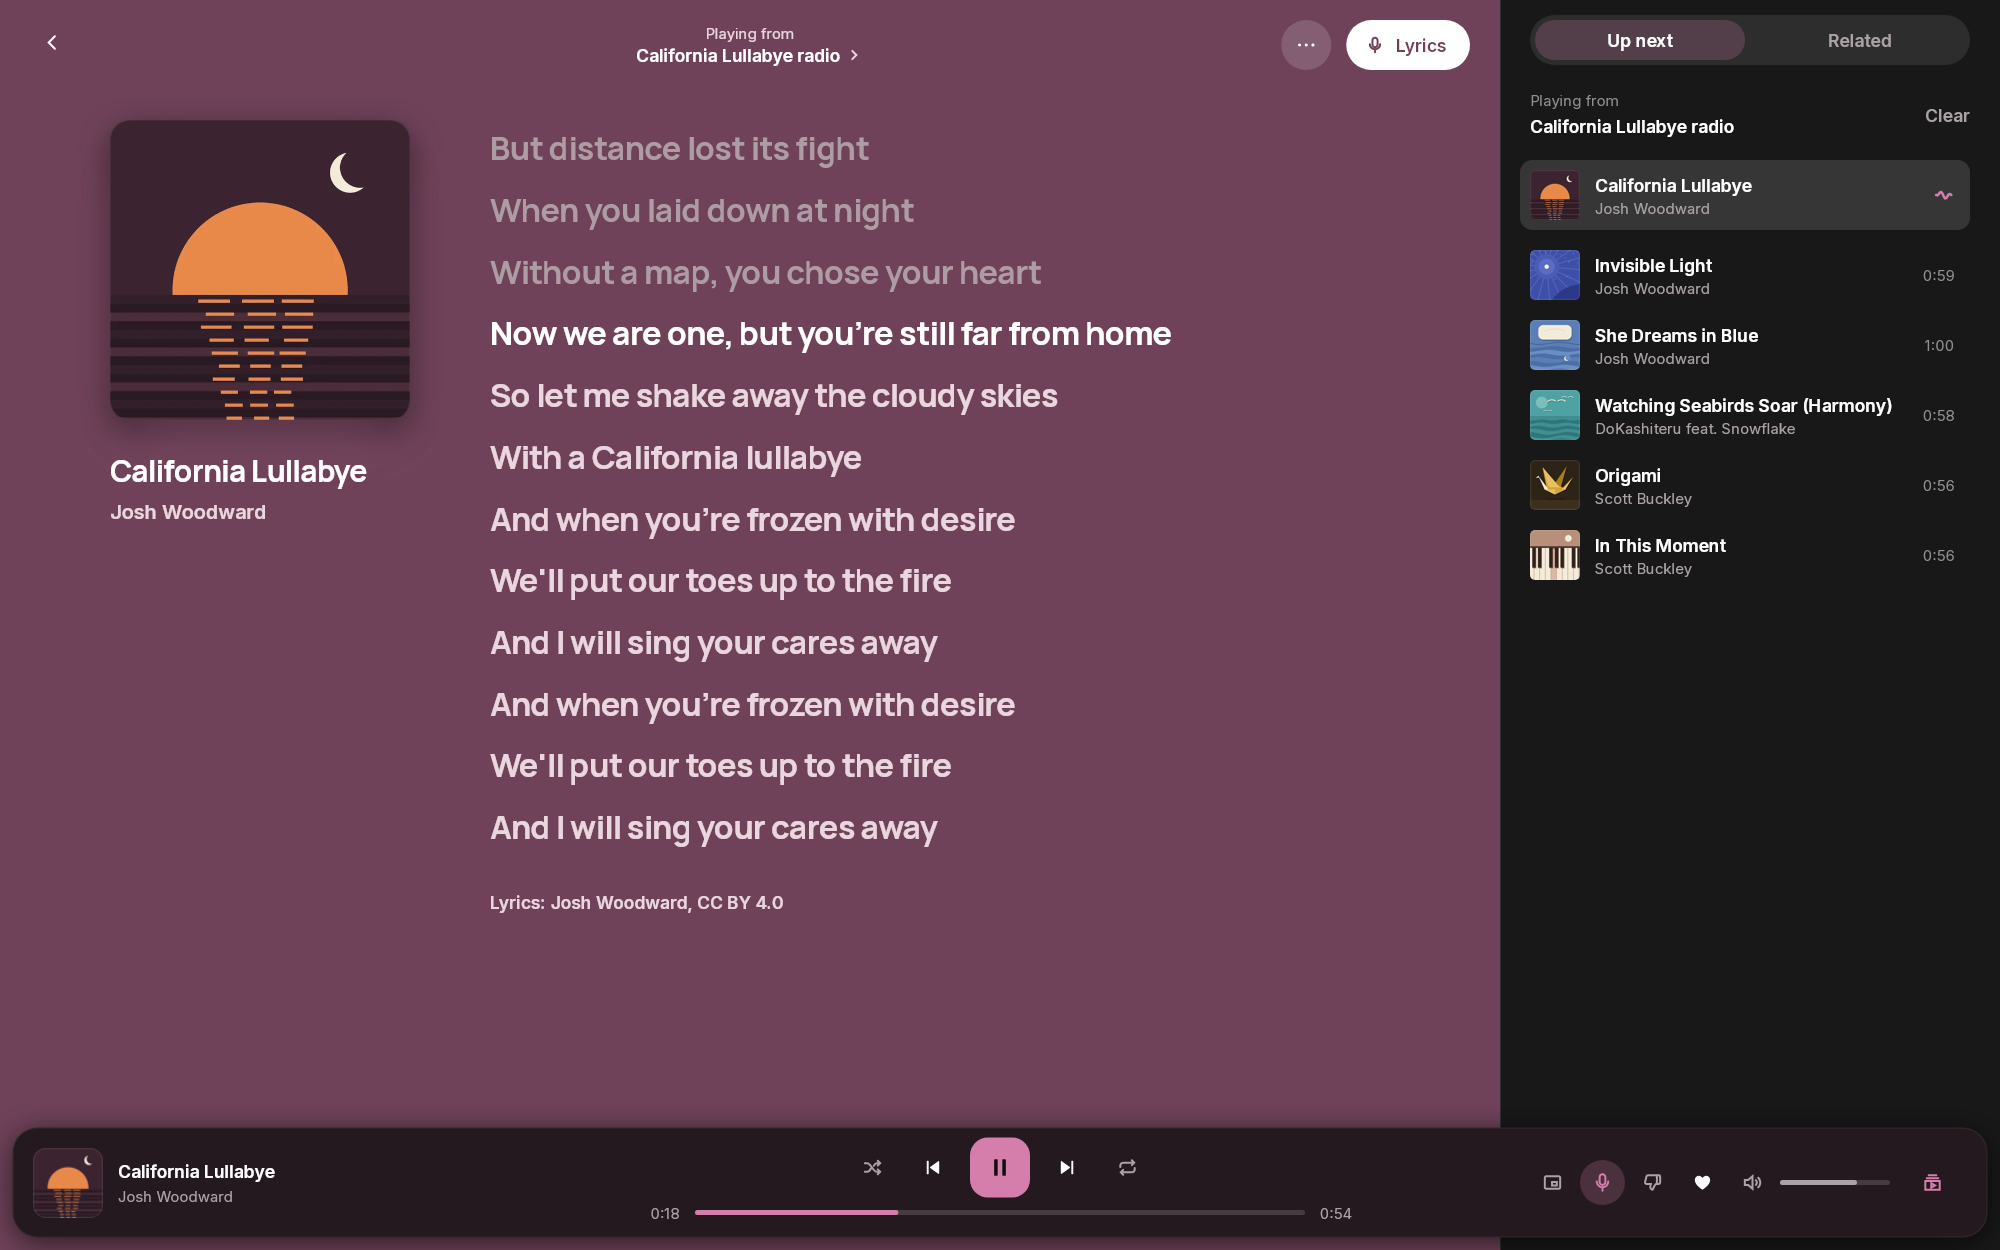 Playing from
California Lullabye radio
Lyrics
California Lullabye
Josh Woodward
But distance lost its fight
When you laid down at night
Without a map, you chose your heart
Now we are one, but you’re still far from home
So let me shake away the cloudy skies
With a California lullabye
And when you’re frozen with desire
We'll put our toes up to the fire
And I will sing your cares away
And when you’re frozen with desire
We'll put our toes up to the fire
And I will sing your cares away
Lyrics: Josh Woodward, CC BY 4.0
Up next
Related
Playing from
California Lullabye radio
Clear
California Lullabye
Josh Woodward
Invisible Light
Josh Woodward
0:59
She Dreams in Blue
Josh Woodward
1:00
Watching Seabirds Soar (Harmony)
DoKashiteru feat. Snowflake
0:58
Origami
Scott Buckley
0:56
In This Moment
Scott Buckley
0:56
California Lullabye
Josh Woodward
0:18
0:54